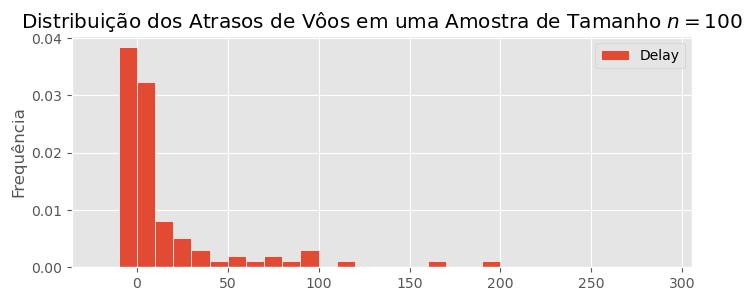 Distribuição dos Atrasos de Vôos em uma Amostra de Tamanho n = 100
Delay
Frequência
0.04
0.03
0.02
0.01
0.00
0 50 100 150 200 250 300